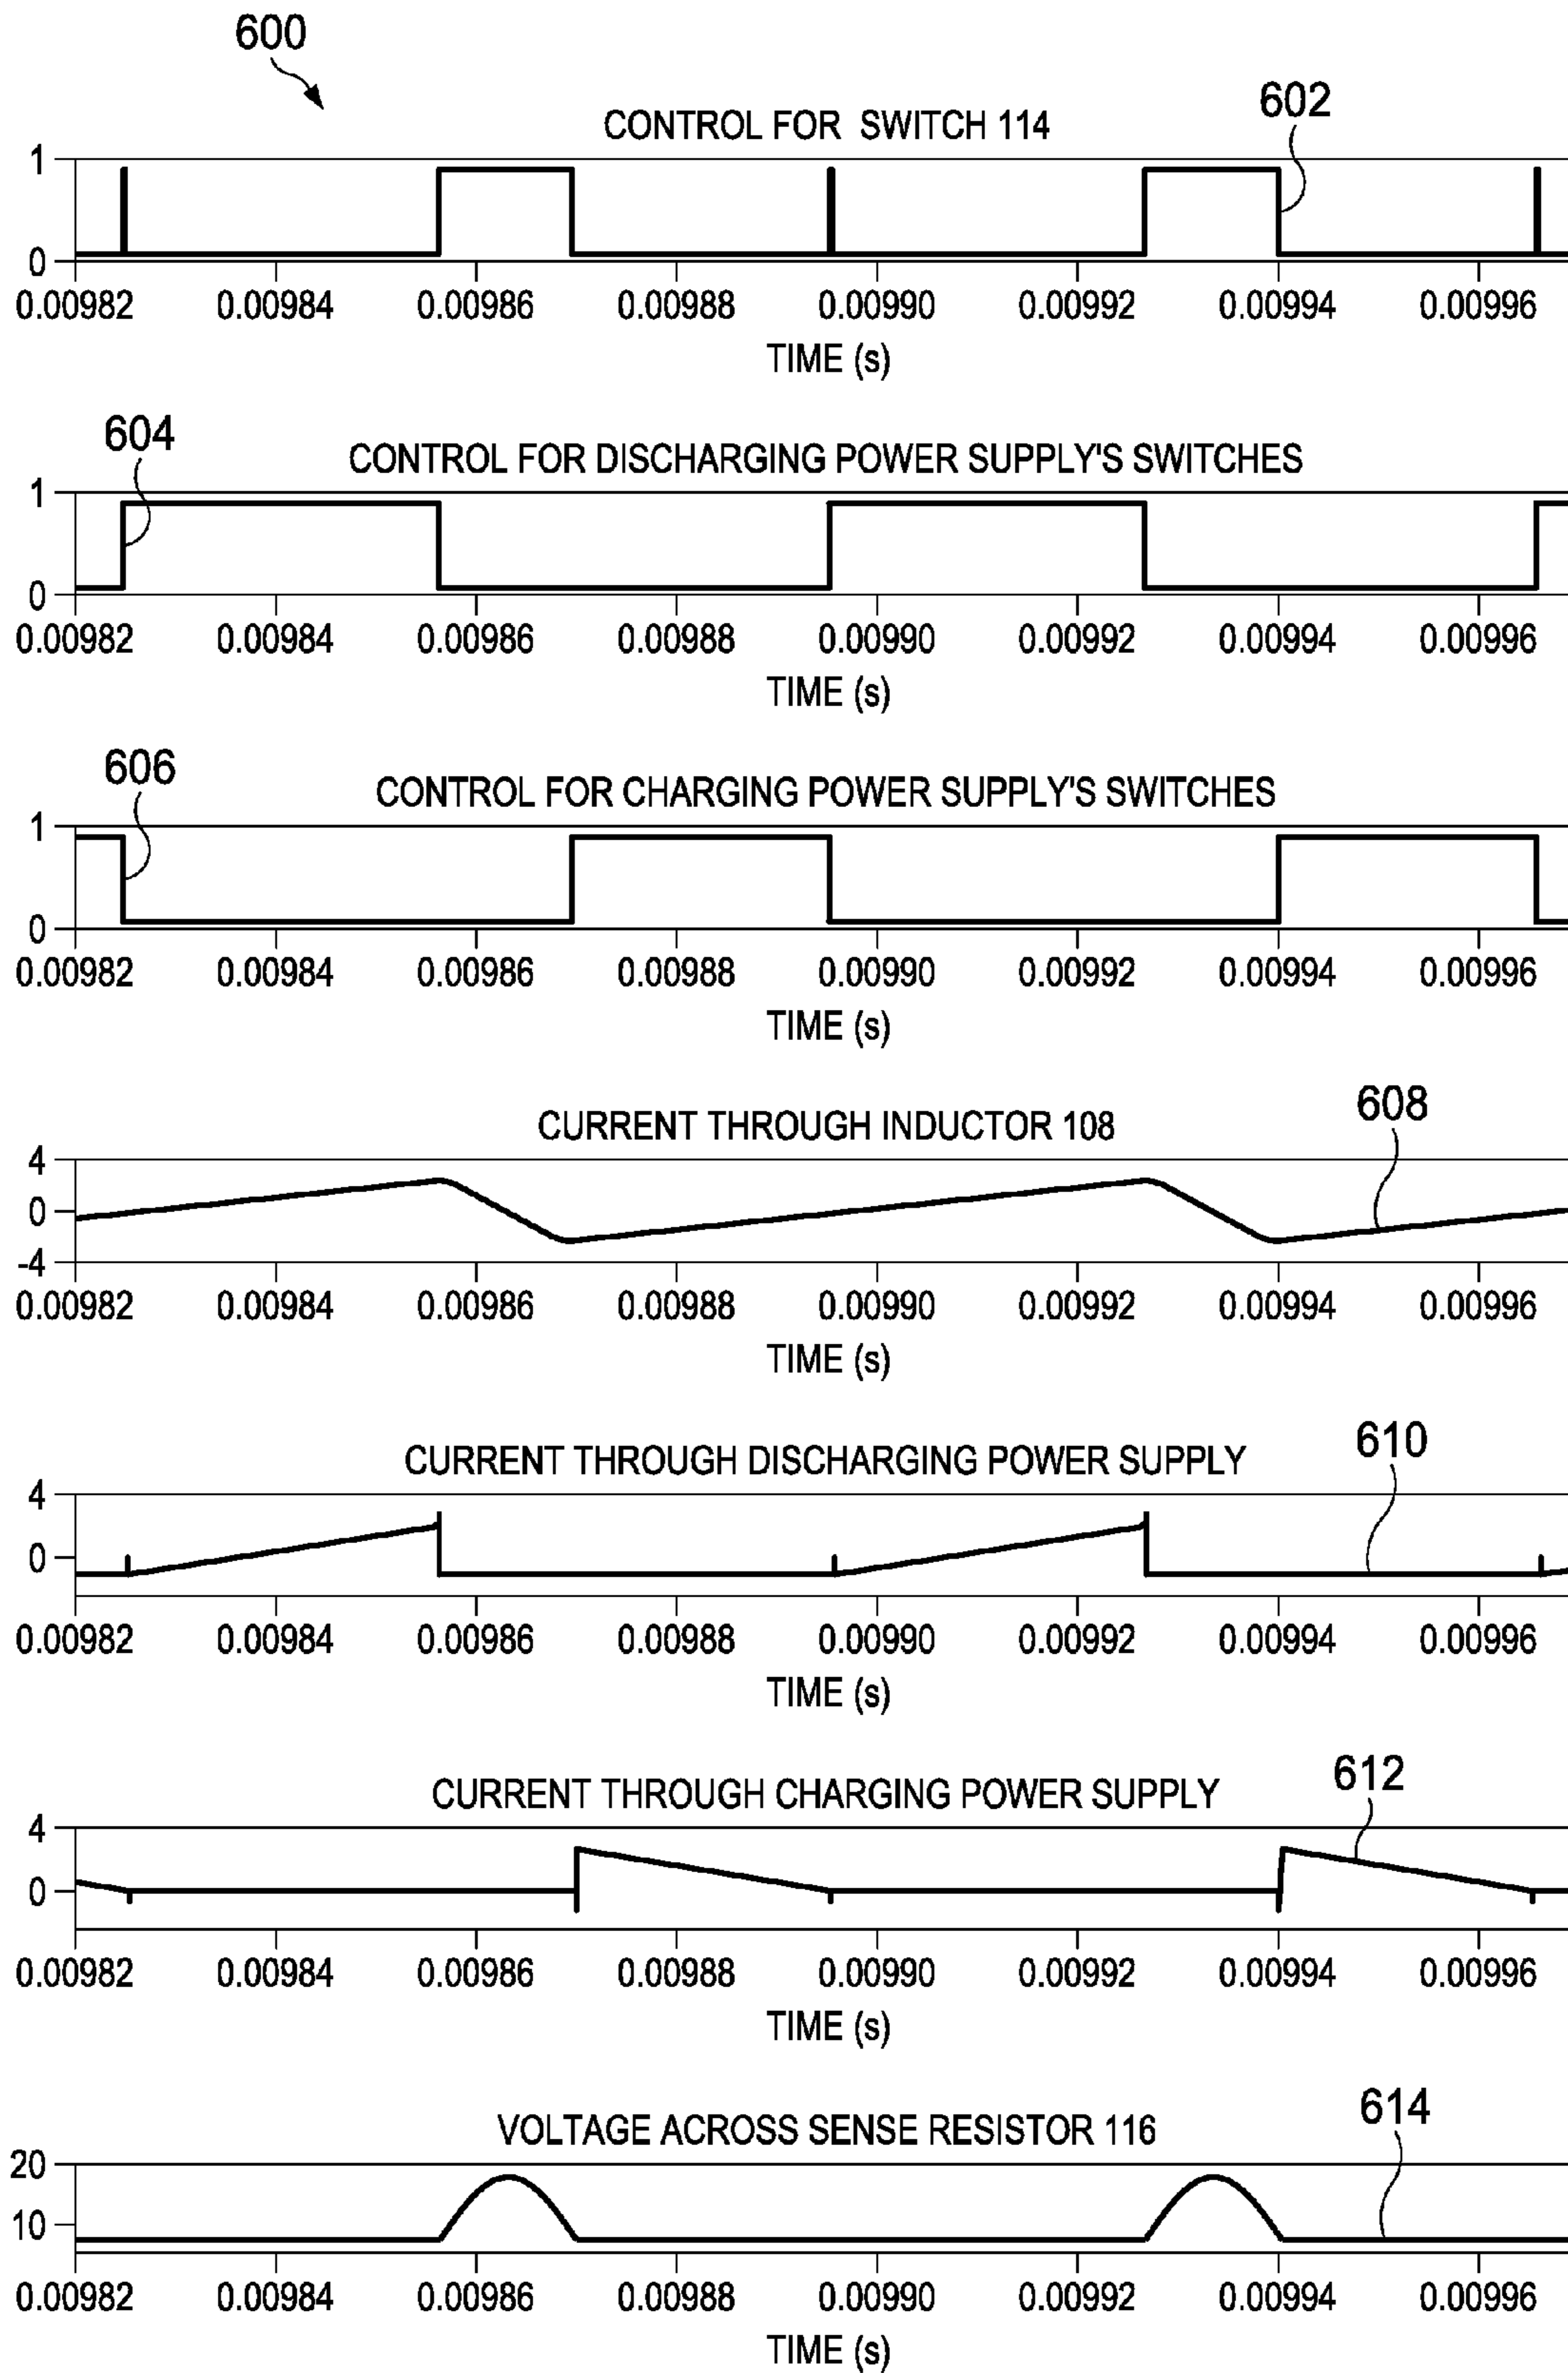 600
CONTROL FOR SWITCH 114
602
1
0
0.00982 0.00984 0.00986 0.00988 0.00990 0.00992 0.00994 0.00996
TIME (s)
604
CONTROL FOR DISCHARGING POWER SUPPLY'S SWITCHES
1
0
0.00982 0.00984 0.00986 0.00988 0.00990 0.00992 0.00994 0.00996
TIME (s)
606
CONTROL FOR CHARGING POWER SUPPLY'S SWITCHES
1
0
0.00982 0.00984 0.00986 0.00988 0.00990 0.00992 0.00994 0.00996
TIME (s)
CURRENT THROUGH INDUCTOR 108
608
4
0
-4
0.00982 0.00984 0.00986 0.00988 0.00990 0.00992 0.00994 0.00996
TIME (s)
CURRENT THROUGH DISCHARGING POWER SUPPLY
610
4
0
0.00982 0.00984 0.00986 0.00988 0.00990 0.00992 0.00994 0.00996
TIME (s)
CURRENT THROUGH CHARGING POWER SUPPLY
612
4
0
0.00982 0.00984 0.00986 0.00988 0.00990 0.00992 0.00994 0.00996
TIME (s)
VOLTAGE ACROSS SENSE RESISTOR 116
614
20
10
0.00982 0.00984 0.00986 0.00988 0.00990 0.00992 0.00994 0.00996
TIME (s)